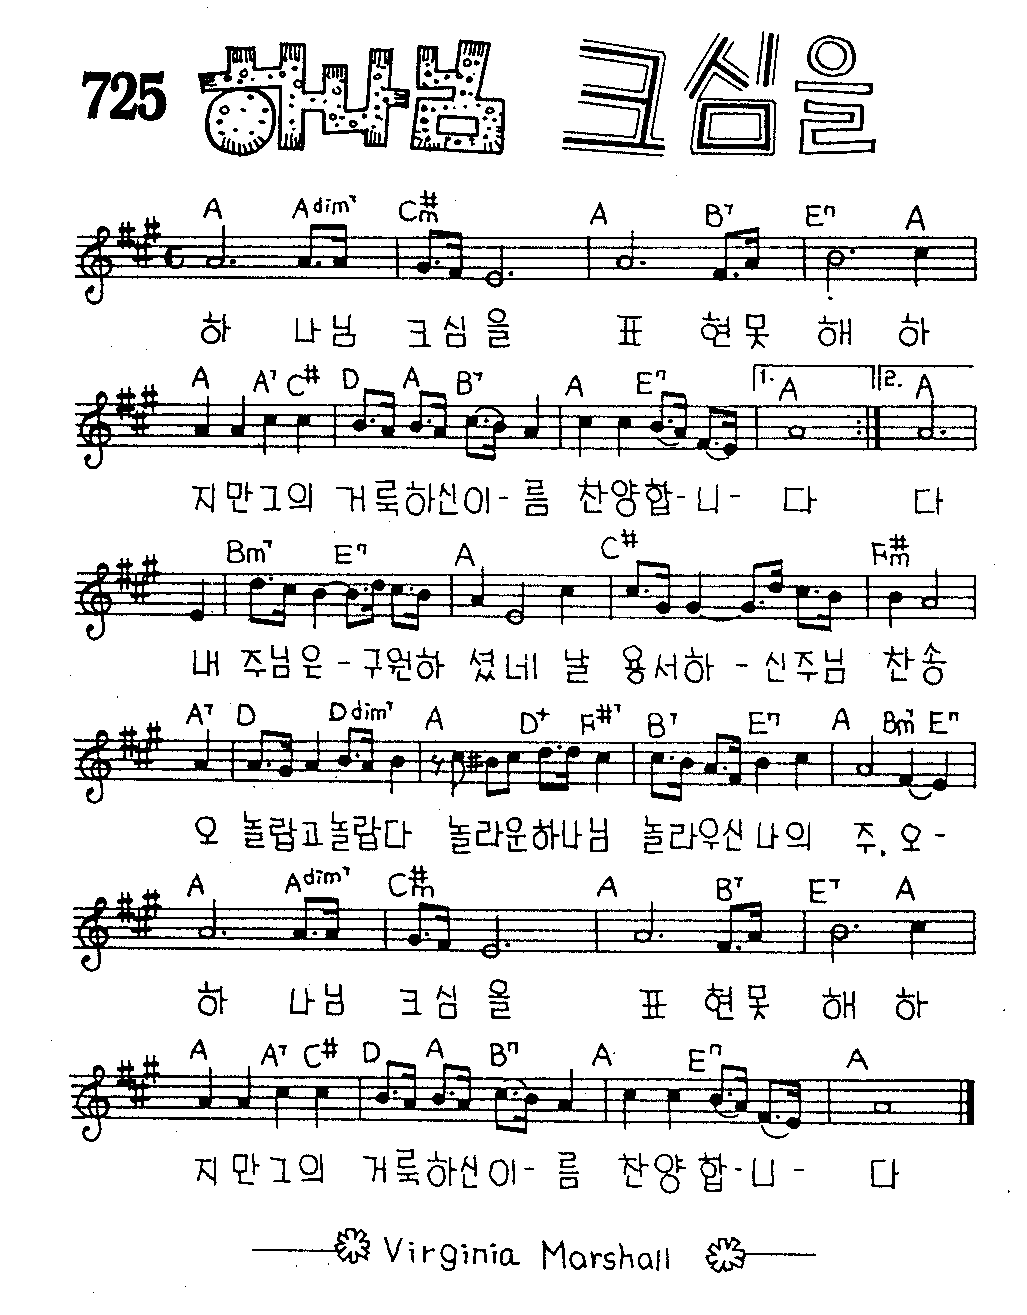 725 하나님 크심을
A Adim7 C#m A B7 E7 A
하 나님 크심을 표 현못 해 하
A A7 C# D A B7 A E7 1. A 2. A
지만그의 거룩하신이- 름 찬양합-니- 다 다
Bm7 E7 A C# F#m
내 주님은-구원하 셨네 날 용서하-신주님 찬송
A7 D Ddim7 A D+ F#7 B7 E7 A Bm7 E7
오 놀랍고놀랍다 놀라운하나님 놀라우신나의 주, 오-
A Adim7 C#m A B7 E7 A
하 나님 크심을 표 현못 해 하
A A7 C# D A B7 A E7 A
지만그의 거룩하신이- 름 찬양합-니- 다
Virginia Marshall